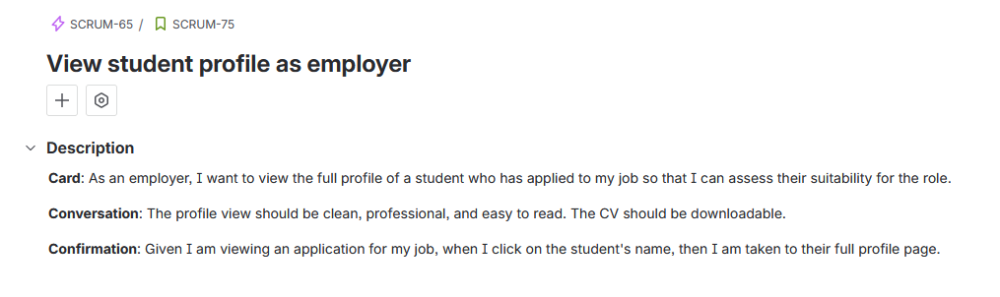 SCRUM-65 / SCRUM-75
View student profile as employer
Description
Card: As an employer, I want to view the full profile of a student who has applied to my job so that I can assess their suitability for the role.
Conversation: The profile view should be clean, professional, and easy to read. The CV should be downloadable.
Confirmation: Given I am viewing an application for my job, when I click on the student's name, then I am taken to their full profile page.